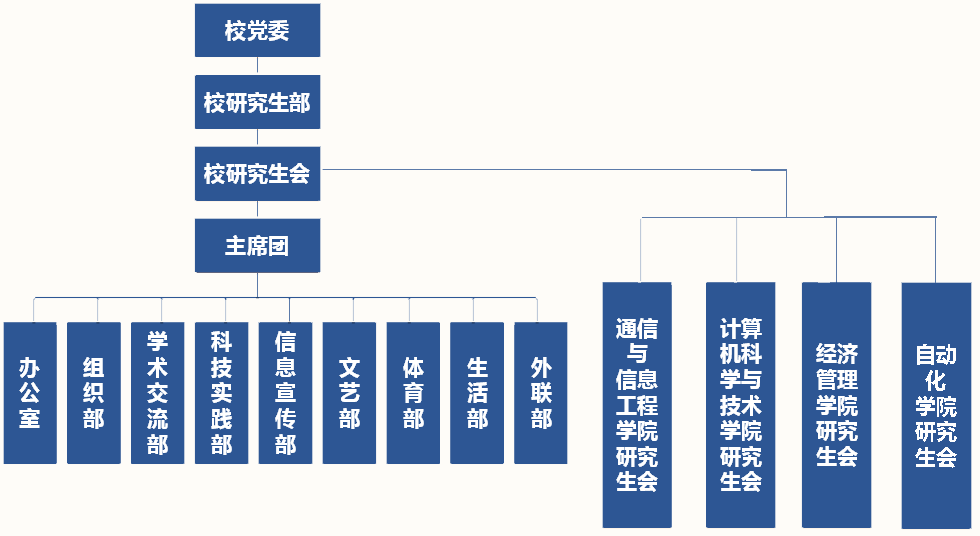 校党委
校研究生部
校研究生会
主席团
办公室
组织部
学术交流部
科技实践部
信息宣传部
文艺部
体育部
生活部
外联部
通信
与
信息
工程
学院
研究
生会
计算
机科
学与
技术
学院
研究
生会
经济
管理
学院
研究
生会
自动
化
学院
研究
生会